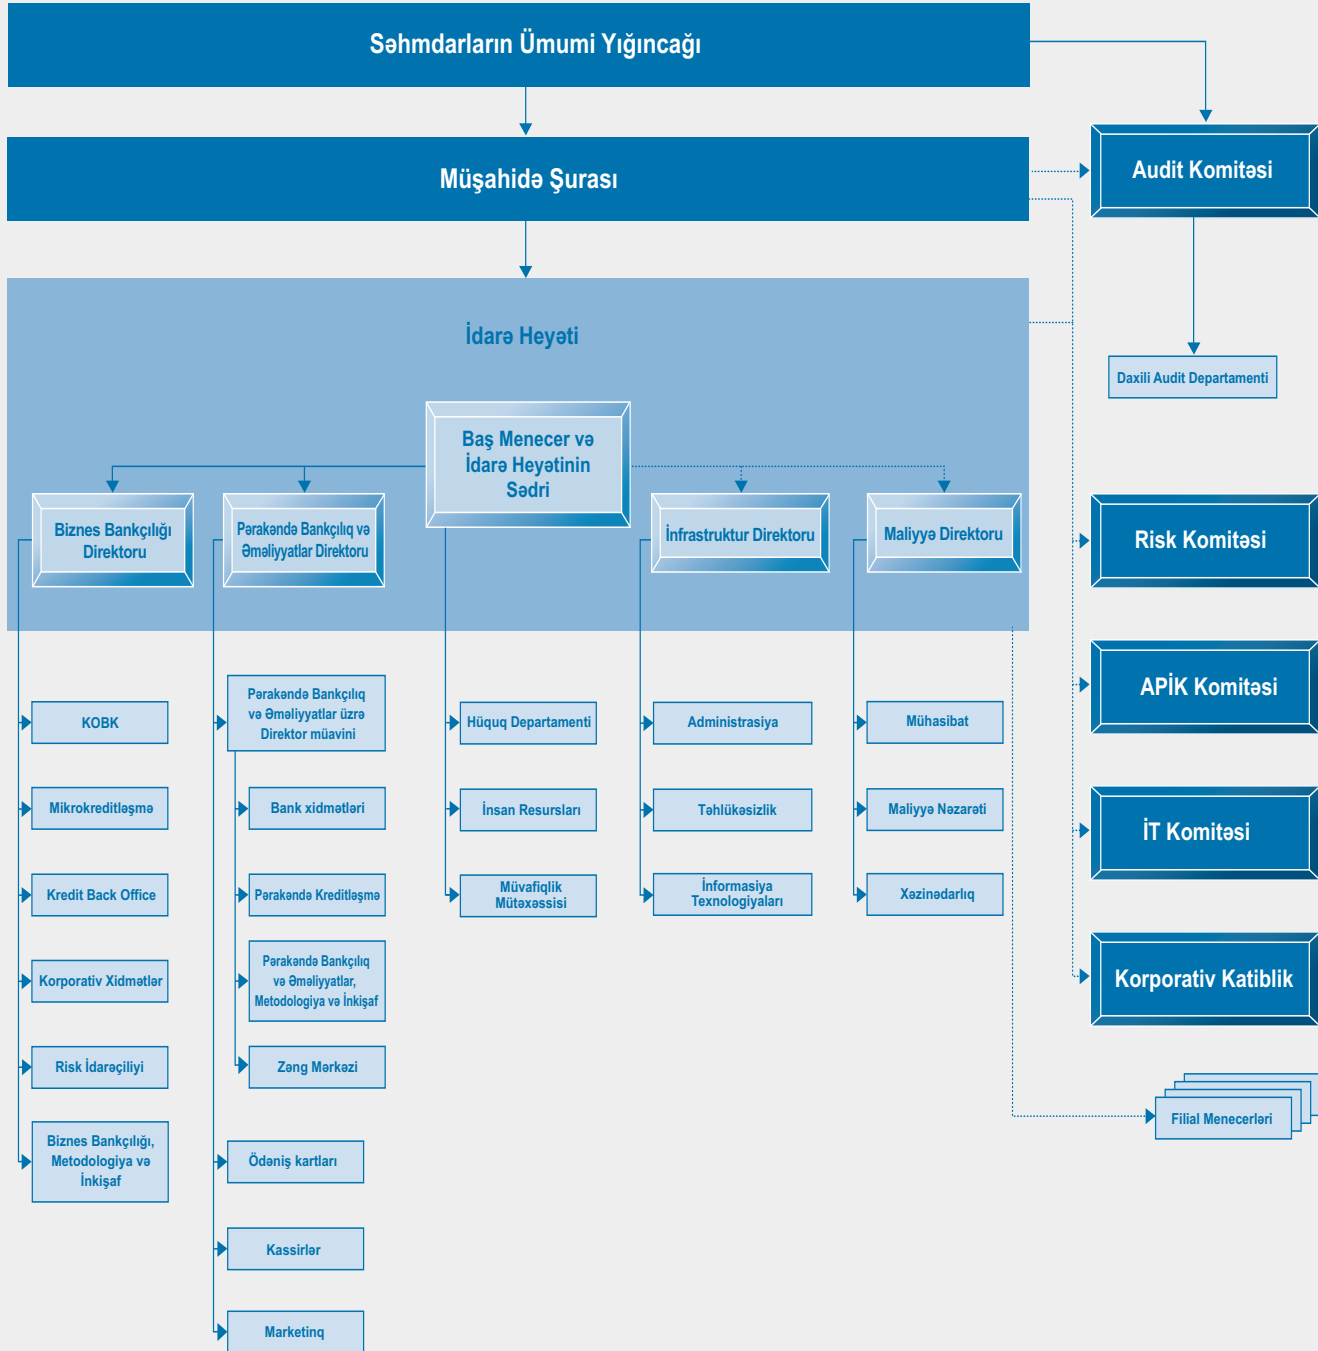 Səhmdarların Ümumi Yığıncağı
Müşahidə Şurası
Audit Komitəsi
İdarə Heyəti
Daxili Audit Departamenti
Baş Menecer və
İdarə Heyətinin
Sədri
Biznes Bankçılığı
Direktoru
Pərakəndə Bankçılıq və
Əməliyyatlar Direktoru
İnfrastruktur Direktoru
Maliyyə Direktoru
Risk Komitəsi
APİK Komitəsi
İT Komitəsi
Korporativ Katiblik
Filial Menecerləri
KOBK
Mikrokreditləşmə
Kredit Back Office
Korporativ Xidmətlər
Risk İdarəçiliyi
Biznes Bankçılığı,
Metodologiya və
İnkişaf
Pərakəndə Bankçılıq
və Əməliyyatlar üzrə
Direktor müavini
Bank xidmətləri
Pərakəndə Kreditləşmə
Pərakəndə Bankçılıq
və Əməliyyatlar,
Metodologiya və İnkişaf
Zəng Mərkəzi
Ödəniş kartları
Kassirlər
Marketinq
Hüquq Departamenti
İnsan Resursları
Müvafiqlik
Mütəxəssisi
Administrasiya
Təhlükəsizlik
İnformasiya
Texnologiyaları
Mühasibat
Maliyyə Nəzarəti
Xəzinədarlıq